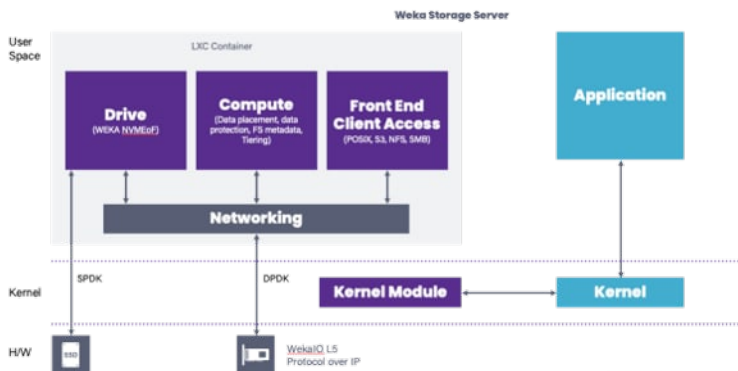 Weka Storage Server
User
Space
LXC Container
Drive
(WEKA NVMEoF)
Compute
(Data placement, data
protection, FS metadata,
Tiering)
Front End
Client Access
(POSIX, S3, NFS, SMB)
Application
Networking
SPDK
DPDK
Kernel
Kernel Module
Kernel
H/W
SSD
WekaIO L5
Protocol over IP